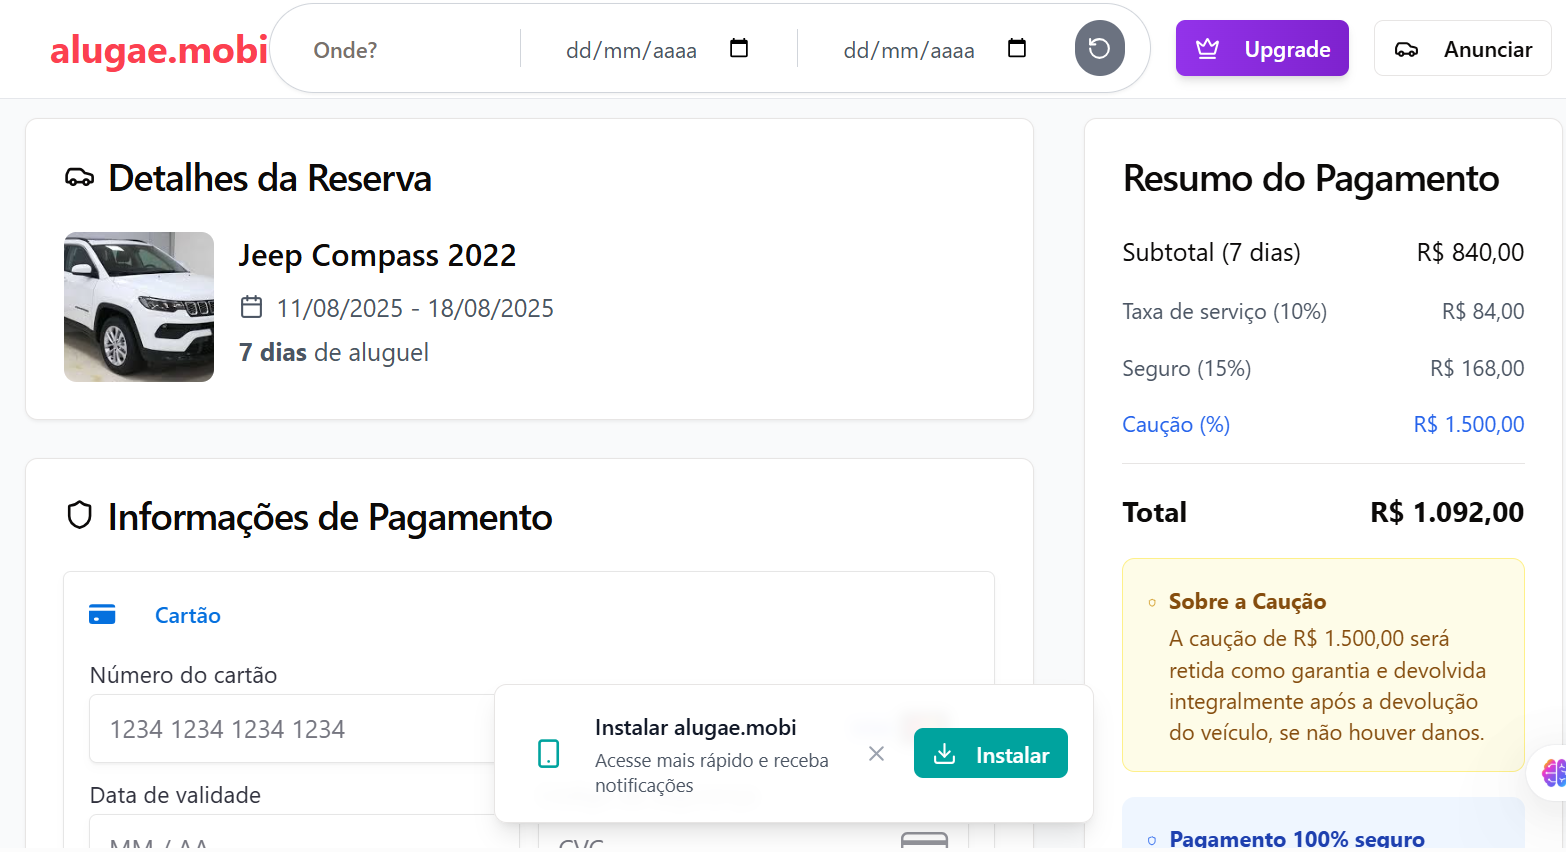 alugae.mobi
Onde?
dd/mm/aaaa
dd/mm/aaaa
Upgrade
Anunciar
Detalhes da Reserva
Jeep Compass 2022
11/08/2025 - 18/08/2025
7 dias de aluguel
Informações de Pagamento
Cartão
Número do cartão
1234 1234 1234 1234
Data de validade
MM / AA
CVC
Instalar alugae.mobi
Acesse mais rápido e receba
notificações
Instalar
Resumo do Pagamento
Subtotal (7 dias) R$ 840,00
Taxa de serviço (10%) R$ 84,00
Seguro (15%) R$ 168,00
Caução (%) R$ 1.500,00
Total R$ 1.092,00
Sobre a Caução
A caução de R$ 1.500,00 será
retida como garantia e devolvida
integralmente após a devolução
do veículo, se não houver danos.
Pagamento 100% seguro